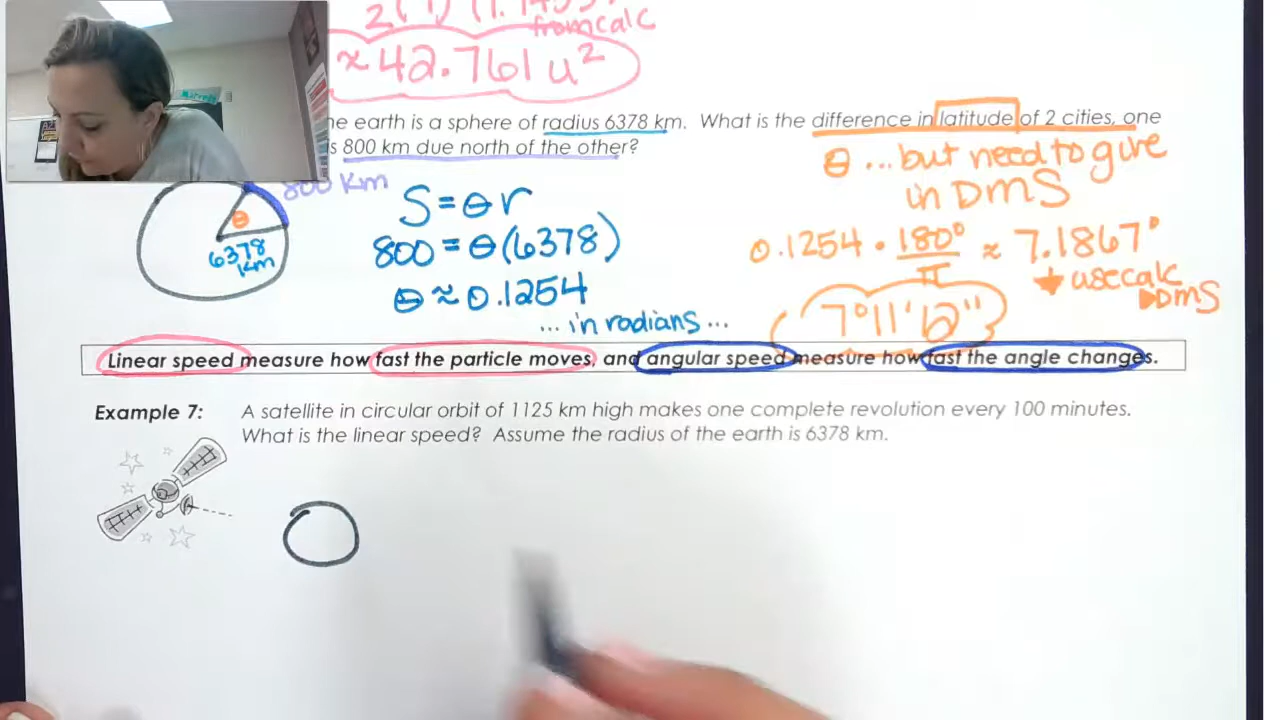 from calc
≈ 42.761 u²
he earth is a sphere of radius 6378 km. What is the difference in latitude of 2 cities, one
s 800 km due north of the other?
800 km
θ
6378
km
S = θ r
800 = θ(6378)
θ ≈ 0.1254
...in radians...
θ ...but need to give
in DMS
0.1254 • 180° / π ≈ 7.1867°
use calc
▶DMS
7°11'12"
Linear speed measure how fast the particle moves, and angular speed measure how fast the angle changes.
Example 7: A satellite in circular orbit of 1125 km high makes one complete revolution every 100 minutes.
What is the linear speed? Assume the radius of the earth is 6378 km.